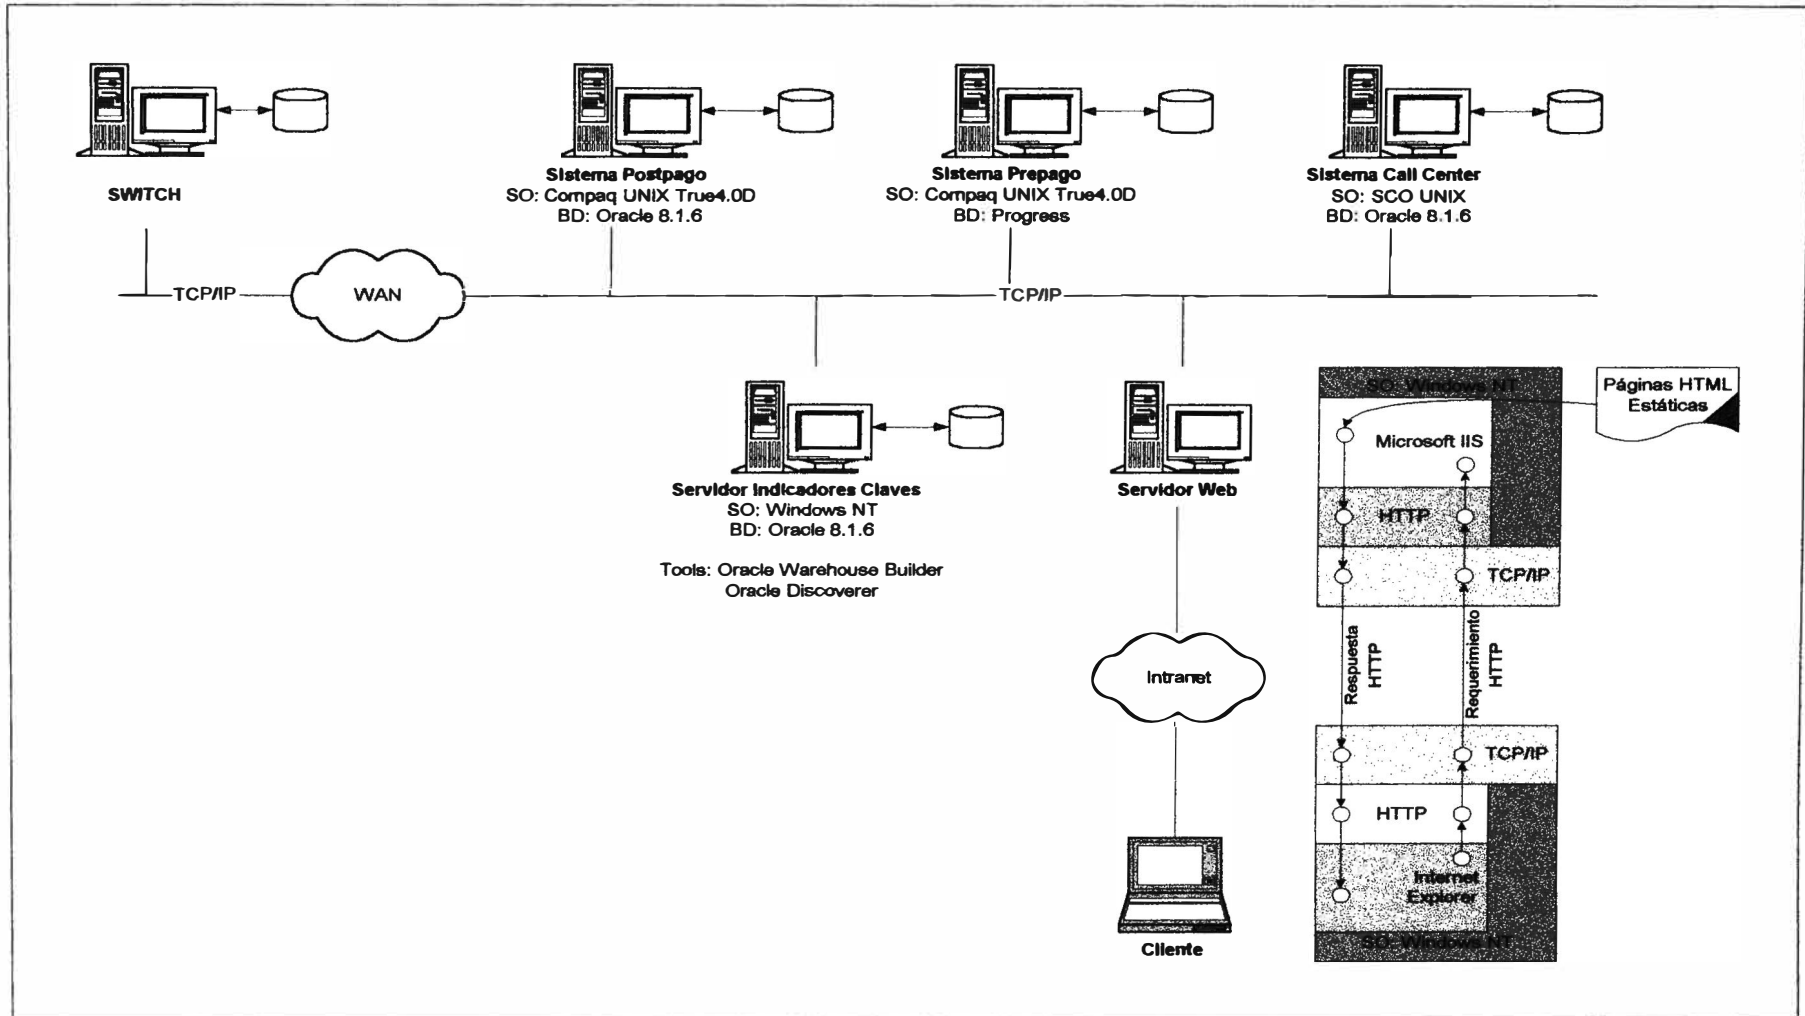 SWITCH
Sistema Postpago
SO: Compaq UNIX True4.0D
BD: Oracle 8.1.6
Sistema Prepago
SO: Compaq UNIX True4.0D
BD: Progress
Sistema Call Center
SO: SCO UNIX
BD: Oracle 8.1.6
TCP/IP
WAN
TCP/IP
Servidor Indicadores Claves
SO: Windows NT
BD: Oracle 8.1.6
Tools: Oracle Warehouse Builder
Oracle Discoverer
Servidor Web
Intranet
Cliente
SO: Windows NT
Páginas HTML
Estáticas
Microsoft IIS
HTTP
TCP/IP
Respuesta
HTTP
Requerimiento
HTTP
TCP/IP
HTTP
Internet
Explorer
SO: Windows NT